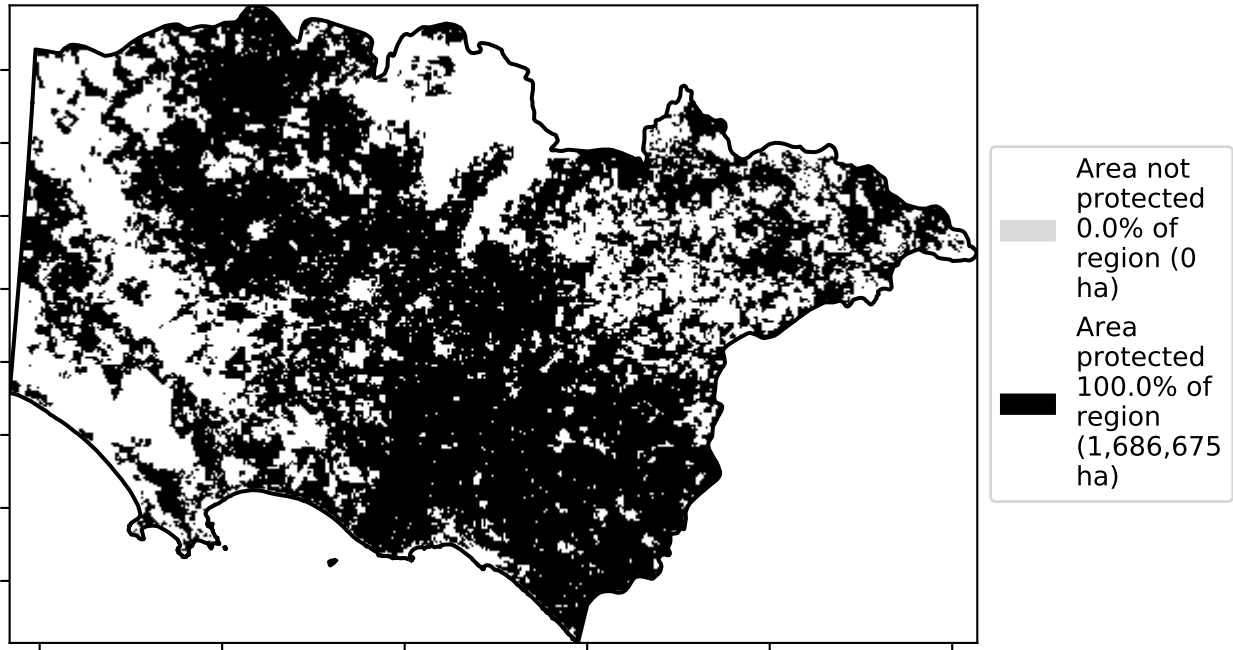 Area not
protected
0.0% of
region (0
ha)
Area
protected
100.0% of
region
(1,686,675
ha)